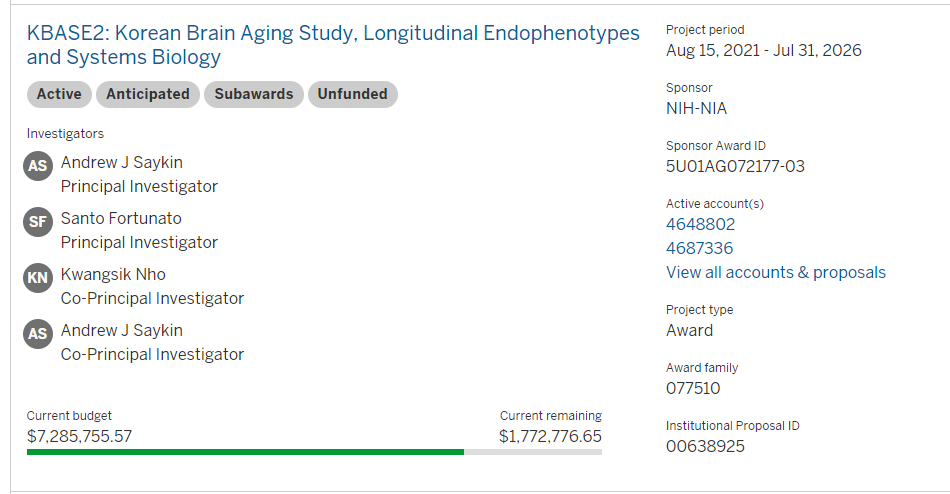 KBASE2: Korean Brain Aging Study, Longitudinal Endophenotypes
and Systems Biology
Active
Anticipated
Subawards
Unfunded
Investigators
AS
Andrew J Saykin
Principal Investigator
SF
Santo Fortunato
Principal Investigator
KN
Kwangsik Nho
Co-Principal Investigator
AS
Andrew J Saykin
Co-Principal Investigator
Current budget
$7,285,755.57
Current remaining
$1,772,776.65
Project period
Aug 15, 2021 - Jul 31, 2026
Sponsor
NIH-NIA
Sponsor Award ID
5U01AG072177-03
Active account(s)
4648802
4687336
View all accounts & proposals
Project type
Award
Award family
077510
Institutional Proposal ID
00638925